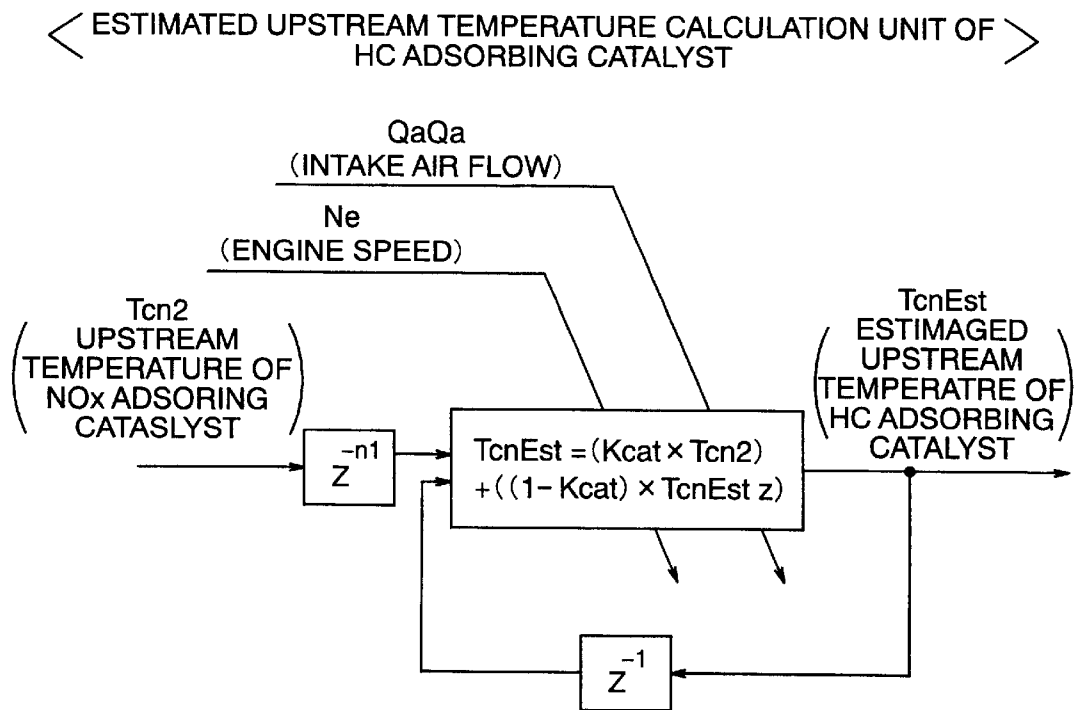 < ESTIMATED UPSTREAM TEMPERATURE CALCULATION UNIT OF
HC ADSORBING CATALYST >
QaQa
(INTAKE AIR FLOW)
Ne
(ENGINE SPEED)
Tcn2
(UPSTREAM
TEMPERATURE OF
NOx ADSORING
CATASLYST)
TcnEst
(ESTIMAGED
UPSTREAM
TEMPERATRE OF
HC ADSORBING
CATALYST)
Z^-n1
TcnEst = (Kcat × Tcn2)
+((1− Kcat) × TcnEst z)
Z^-1